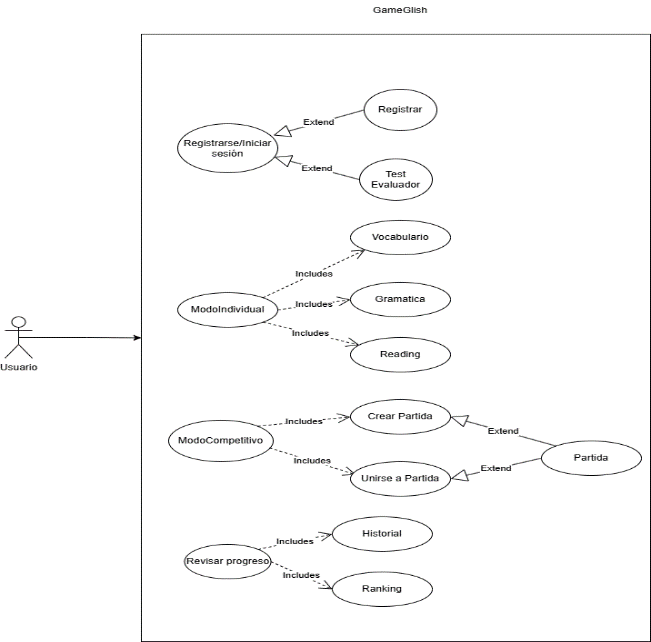 GameGlish
Registrar
Extend
Registrarse/Iniciar
sesión
Extend
Test
Evaluador
Vocabulario
Includes
ModoIndividual
Includes
Gramatica
Includes
Reading
Usuario
Crear Partida
Includes
Extend
ModoCompetitivo
Includes
Extend
Partida
Unirse a Partida
Historial
Includes
Revisar progreso
Includes
Ranking